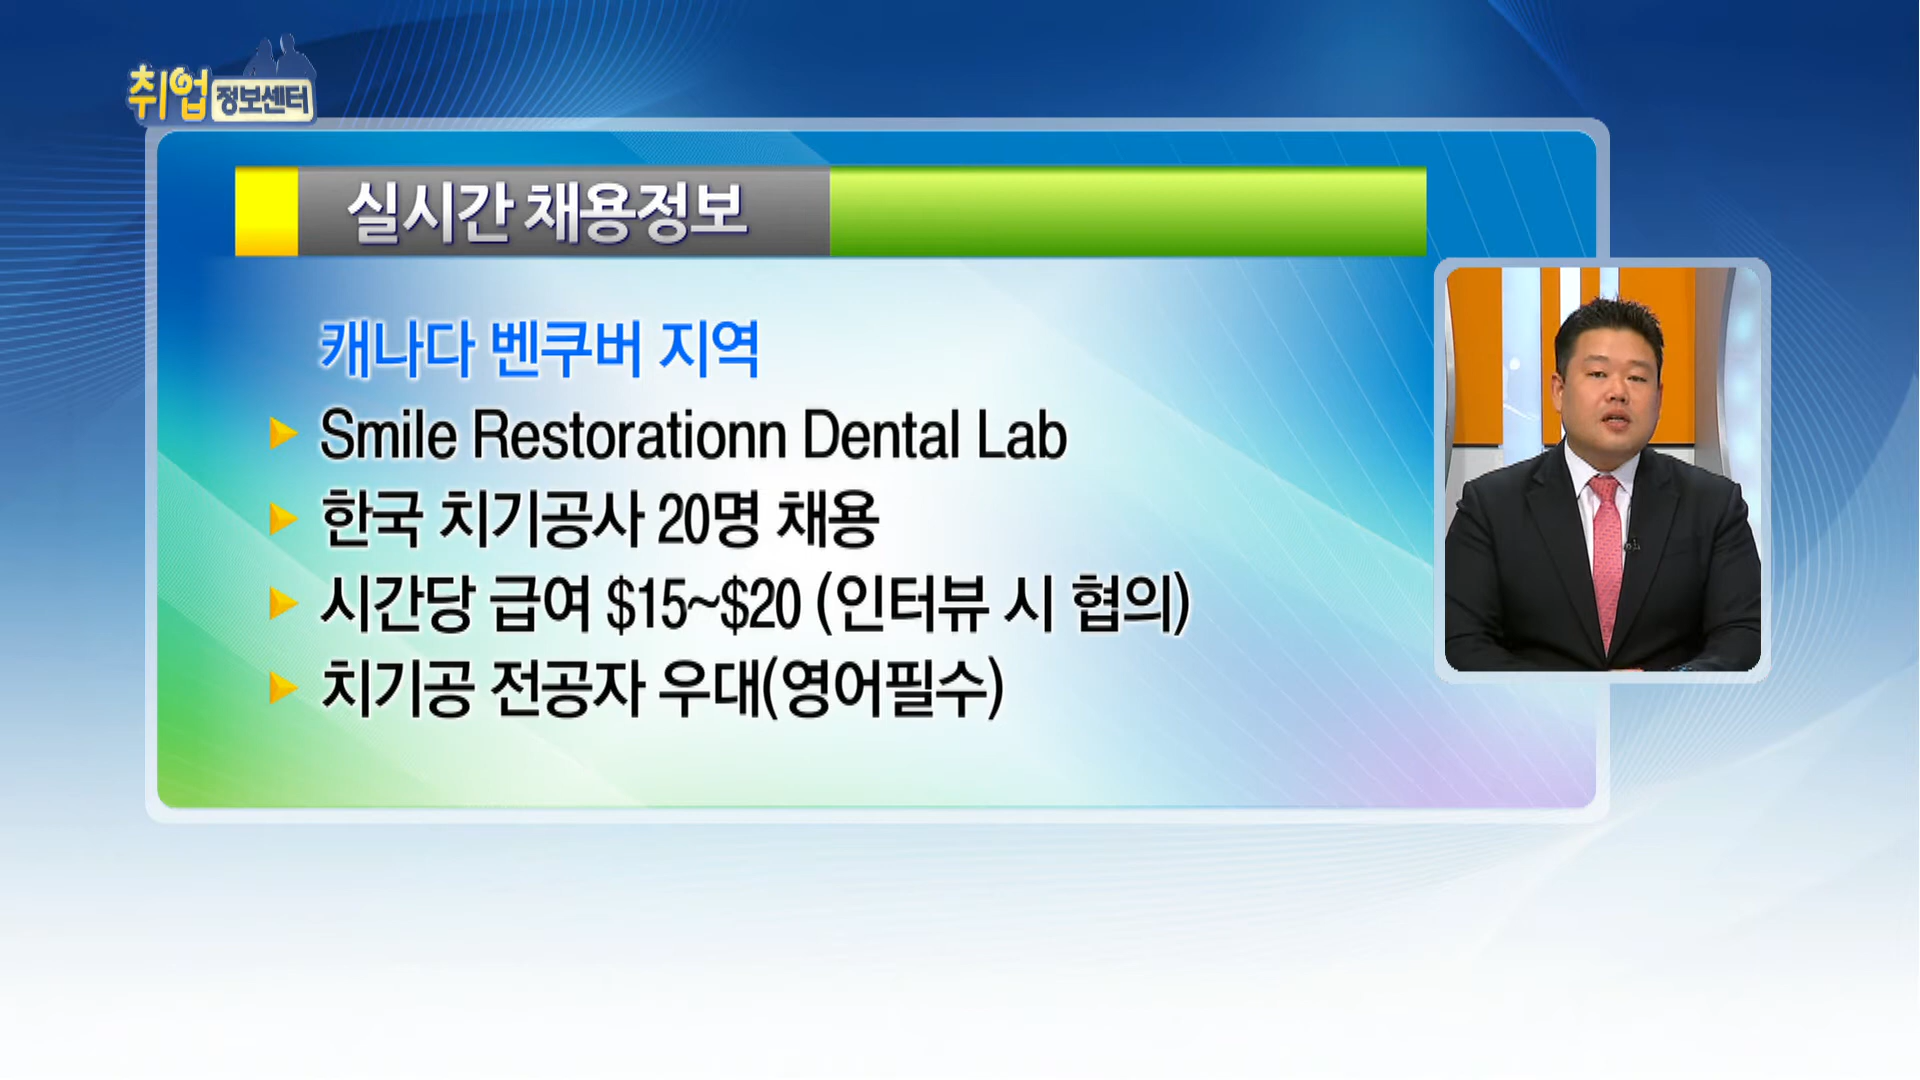 취업 정보센터
실시간 채용정보
캐나다 벤쿠버 지역
Smile Restorationn Dental Lab
한국 치기공사 20명 채용
시간당 급여 $15~$20 (인터뷰 시 협의)
치기공 전공자 우대(영어필수)